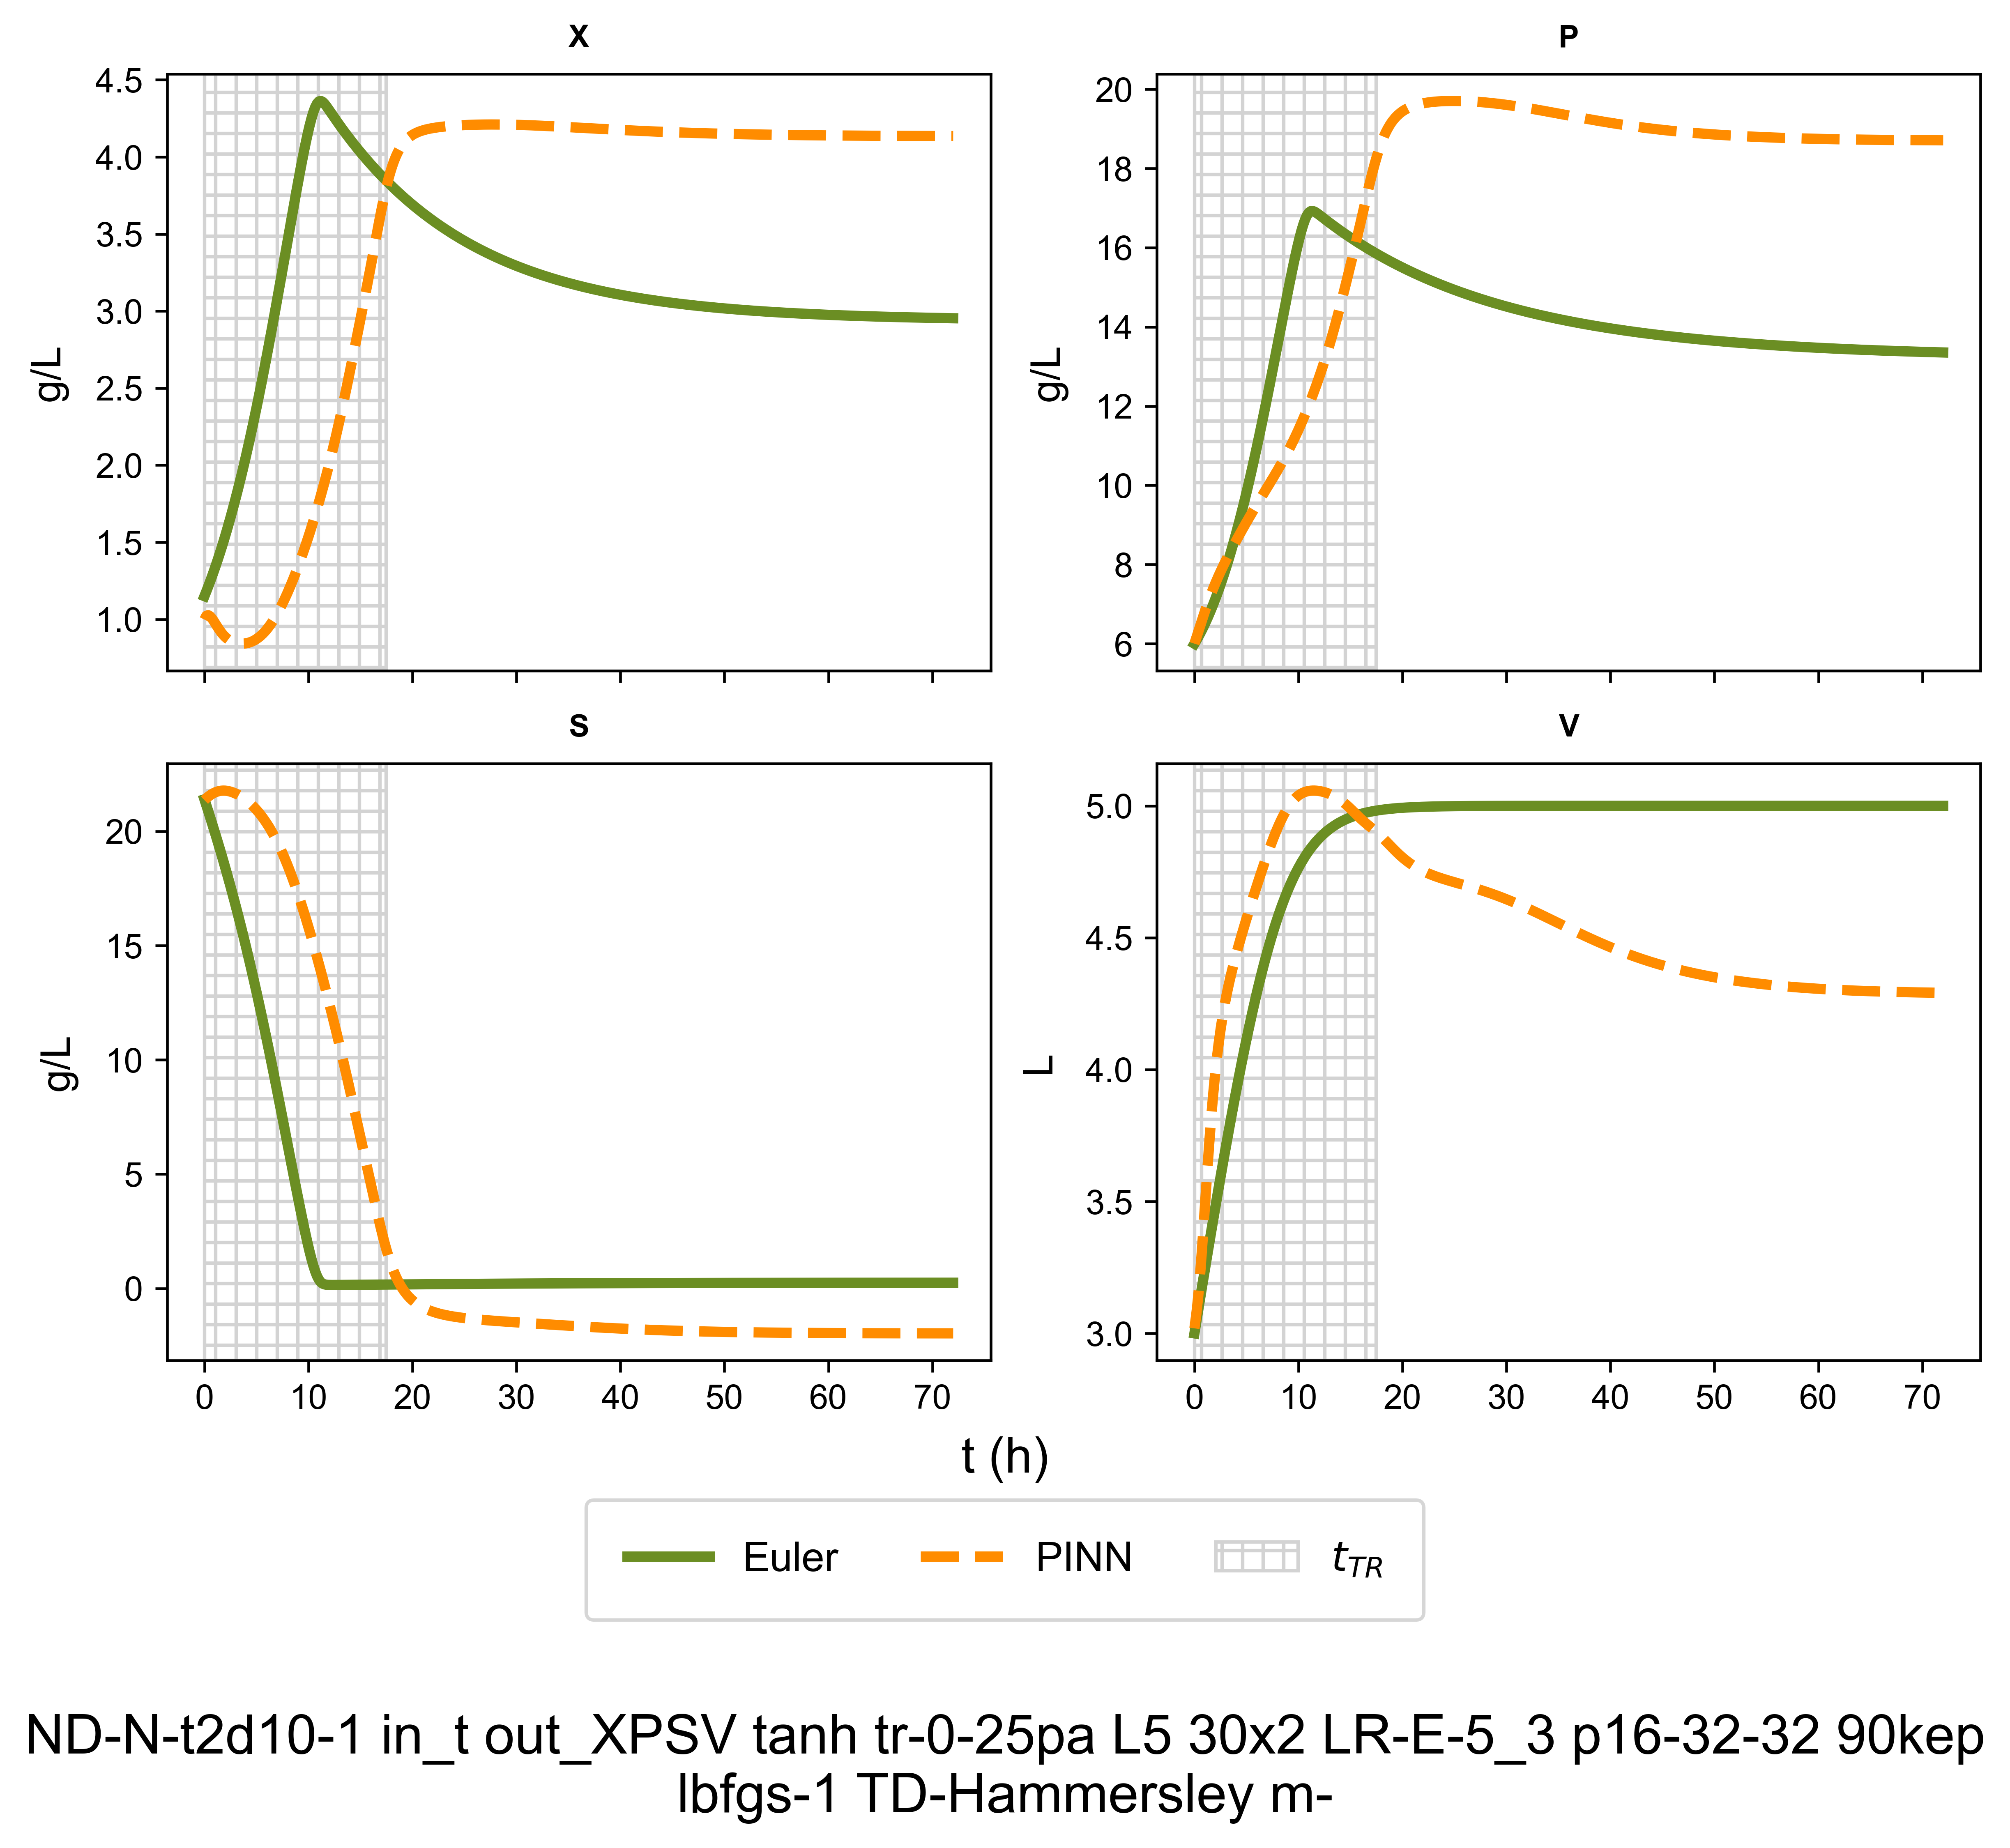 X
P
4.5
4.0
3.5
3.0
2.5
2.0
1.5
1.0
g/L
20
18
16
14
12
10
8
6
g/L
S
V
20
15
10
5
0
g/L
0 10 20 30 40 50 60 70
5.0
4.5
4.0
3.5
3.0
L
0 10 20 30 40 50 60 70
t (h)
Euler PINN t_TR
ND-N-t2d10-1 in_t out_XPSV tanh tr-0-25pa L5 30x2 LR-E-5_3 p16-32-32 90kep
lbfgs-1 TD-Hammersley m-